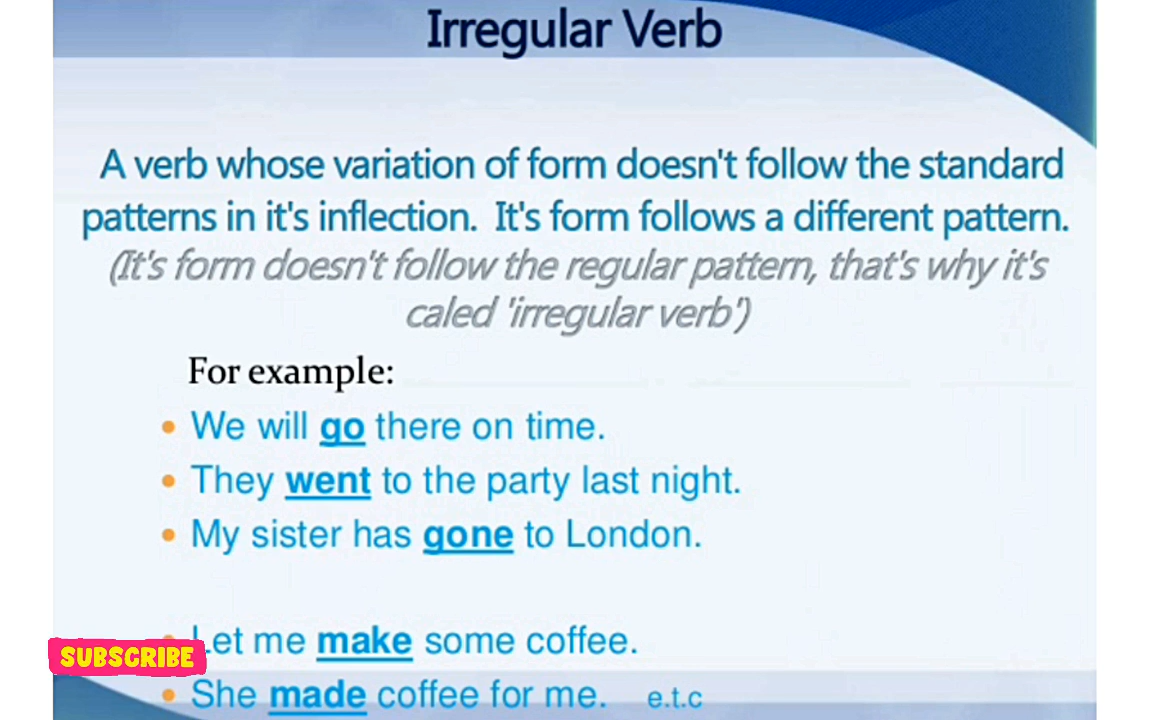 Irregular Verb
A verb whose variation of form doesn't follow the standard
patterns in it's inflection. It's form follows a different pattern.
(It's form doesn't follow the regular pattern, that's why it's
caled 'irregular verb')
For example:
• We will go there on time.
• They went to the party last night.
• My sister has gone to London.
• Let me make some coffee.
SUBSCRIBE
• She made coffee for me. e.t.c